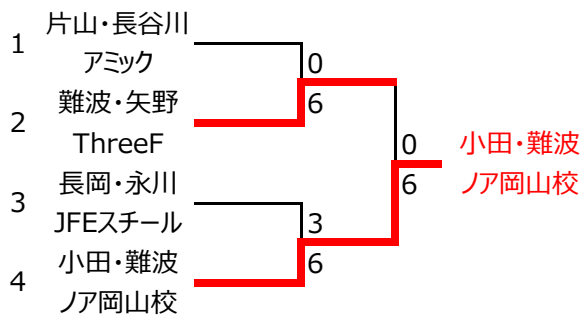 1
片山・長谷川
アミック
2
難波・矢野
ThreeF
3
長岡・永川
JFEスチール
4
小田・難波
ノア岡山校
0
6
3
6
0
6
小田・難波
ノア岡山校